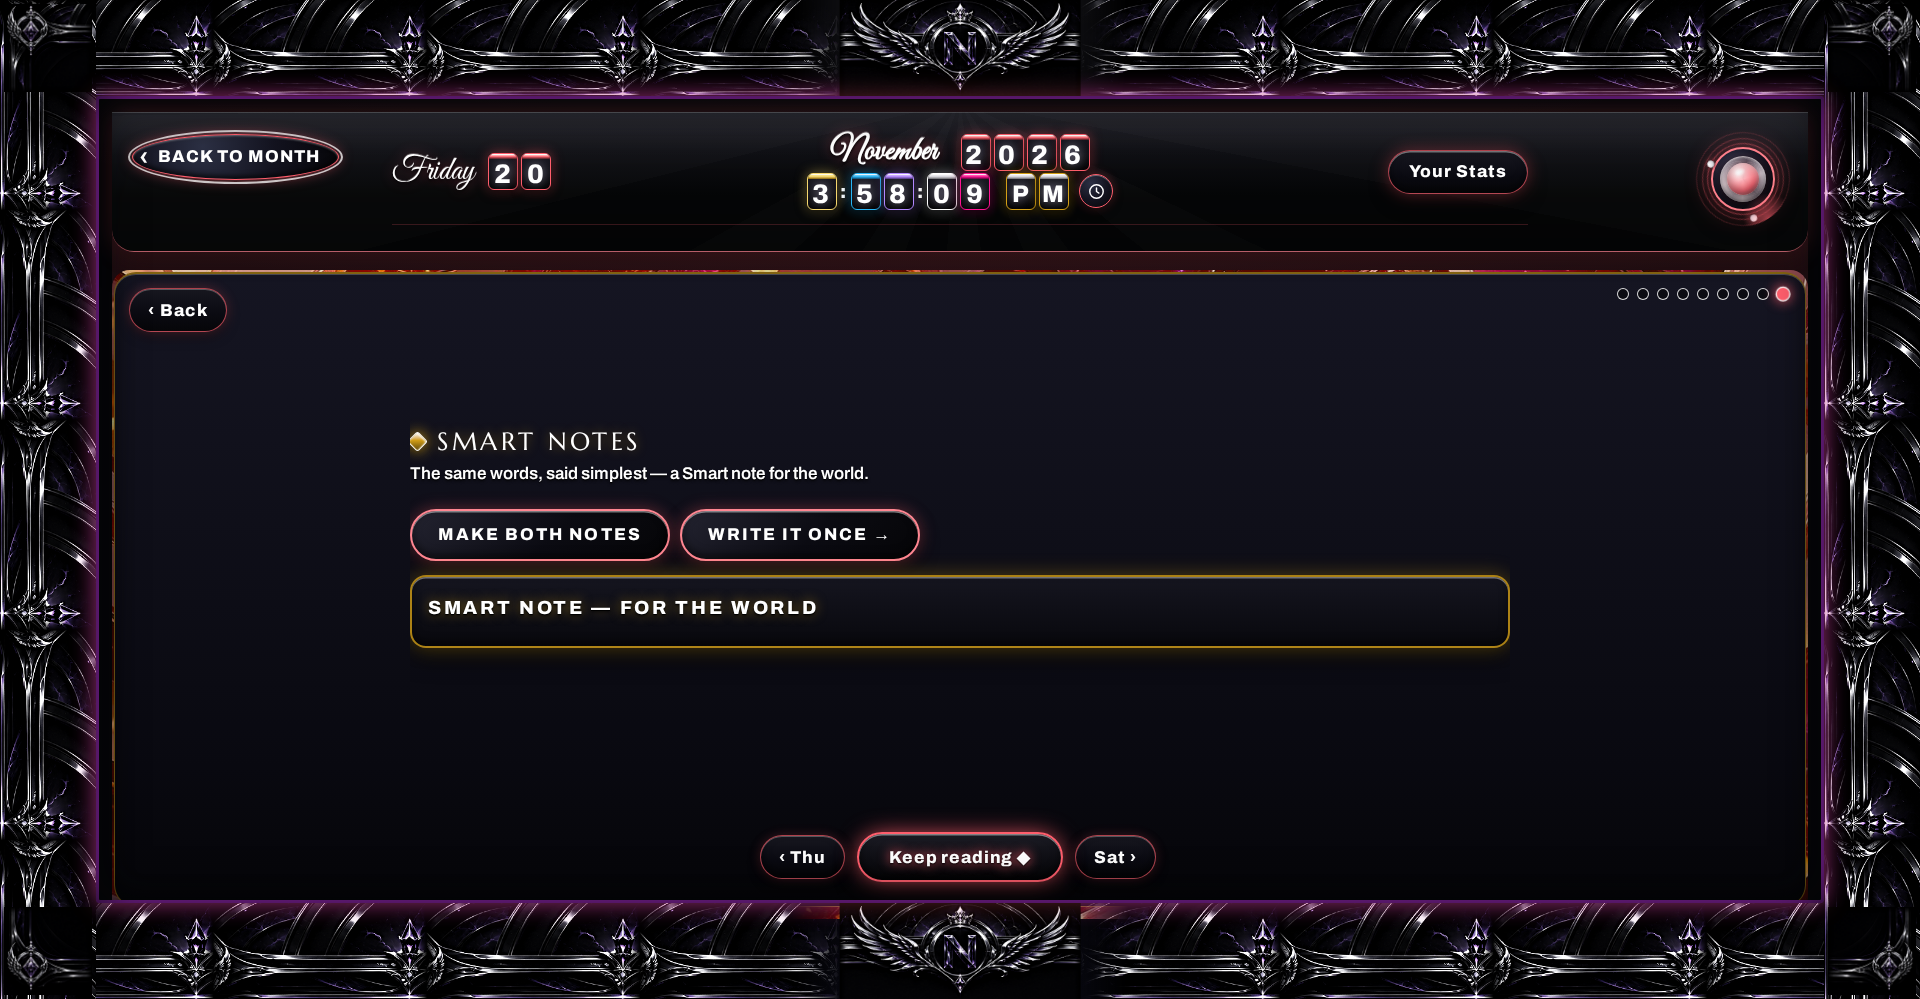 ‹ BACK TO MONTH
Friday 20
November 2026
3:58:09 PM
Your Stats
‹ Back
SMART NOTES
The same words, said simplest — a Smart note for the world.
MAKE BOTH NOTES
WRITE IT ONCE →
SMART NOTE — FOR THE WORLD
‹ Thu
Keep reading ◆
Sat ›
N
N